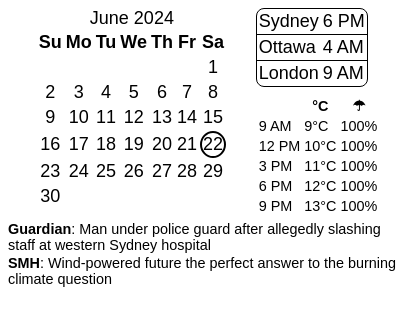 June 2024
Su Mo Tu We Th Fr Sa
1
2 3 4 5 6 7 8
9 10 11 12 13 14 15
16 17 18 19 20 21 22
23 24 25 26 27 28 29
30
Sydney 6 PM
Ottawa 4 AM
London 9 AM
°C ☂
9 AM 9°C 100%
12 PM 10°C 100%
3 PM 11°C 100%
6 PM 12°C 100%
9 PM 13°C 100%
Guardian: Man under police guard after allegedly slashing
staff at western Sydney hospital
SMH: Wind-powered future the perfect answer to the burning
climate question